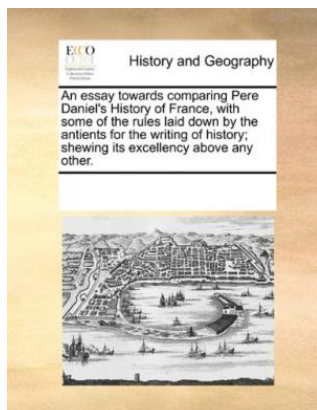 ECCO
History and Geography
An essay towards comparing Pere
Daniel's History of France, with
some of the rules laid down by the
antients for the writing of history;
shewing its excellency above any
other.